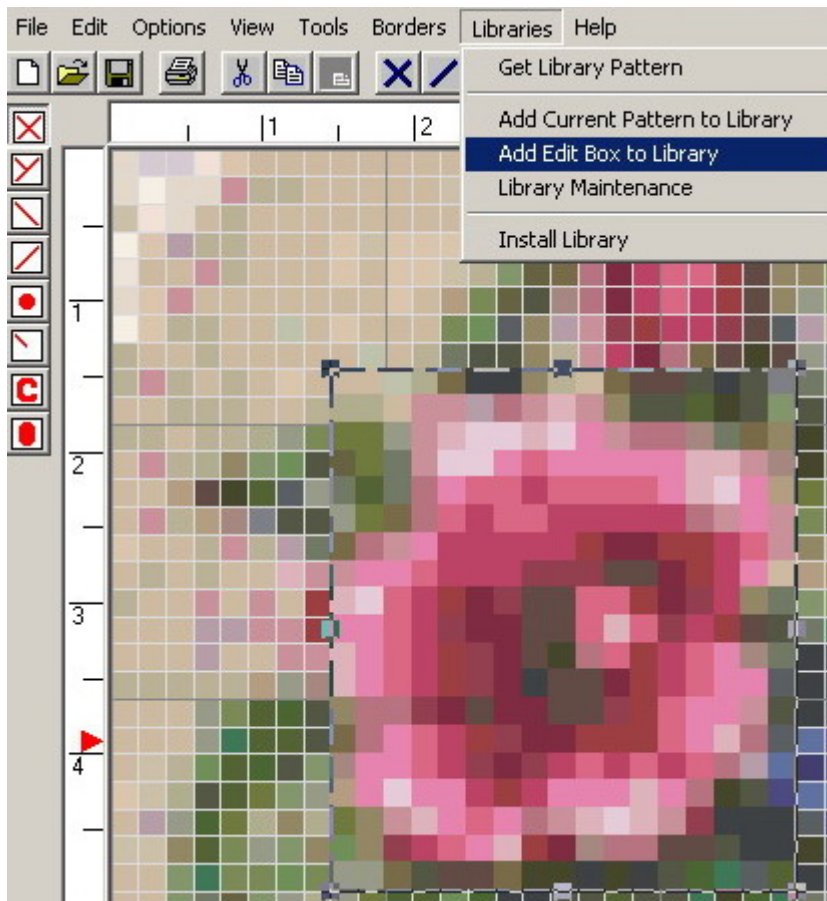 File Edit Options View Tools Borders Libraries Help
Get Library Pattern
Add Current Pattern to Library
Add Edit Box to Library
Library Maintenance
Install Library
1 2
1
2
3
4
C